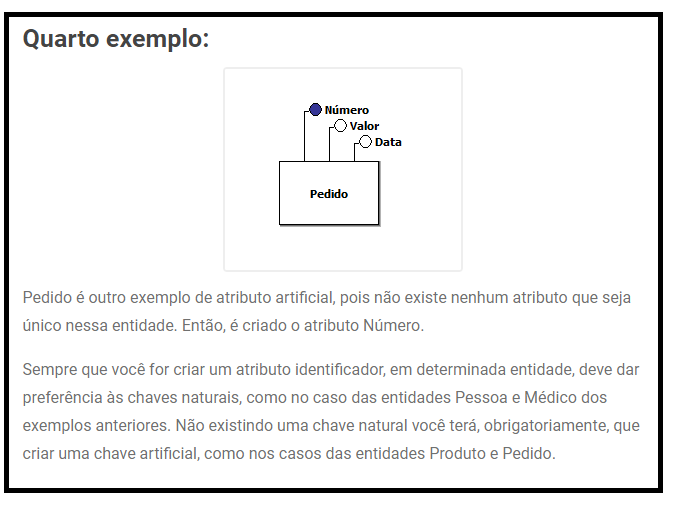 Quarto exemplo:
Número
Valor
Data
Pedido
Pedido é outro exemplo de atributo artificial, pois não existe nenhum atributo que seja
único nessa entidade. Então, é criado o atributo Número.
Sempre que você for criar um atributo identificador, em determinada entidade, deve dar
preferência às chaves naturais, como no caso das entidades Pessoa e Médico dos
exemplos anteriores. Não existindo uma chave natural você terá, obrigatoriamente, que
criar uma chave artificial, como nos casos das entidades Produto e Pedido.